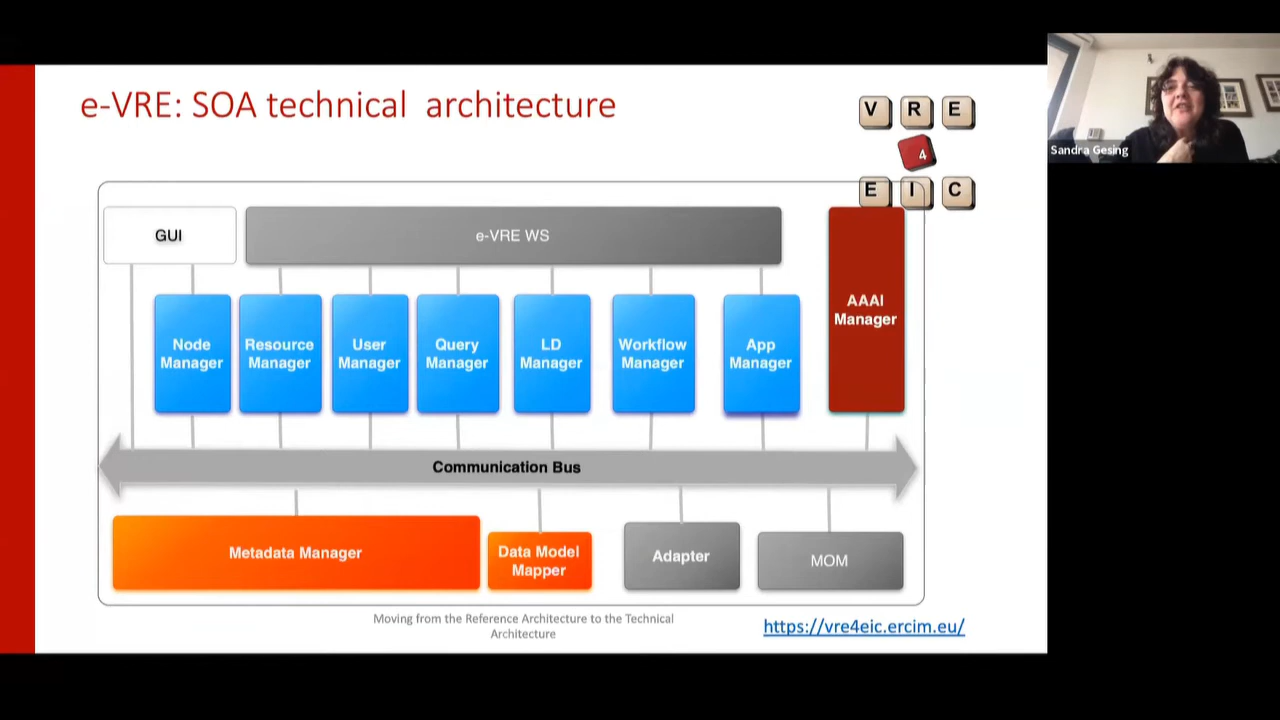 e-VRE: SOA technical architecture
V R E
4
E I C
Sandra Gesing
GUI
e-VRE WS
AAAI
Manager
Node
Manager
Resource
Manager
User
Manager
Query
Manager
LD
Manager
Workflow
Manager
App
Manager
Communication Bus
Metadata Manager
Data Model
Mapper
Adapter
MOM
Moving from the Reference Architecture to the Technical
Architecture
https://vre4eic.ercim.eu/